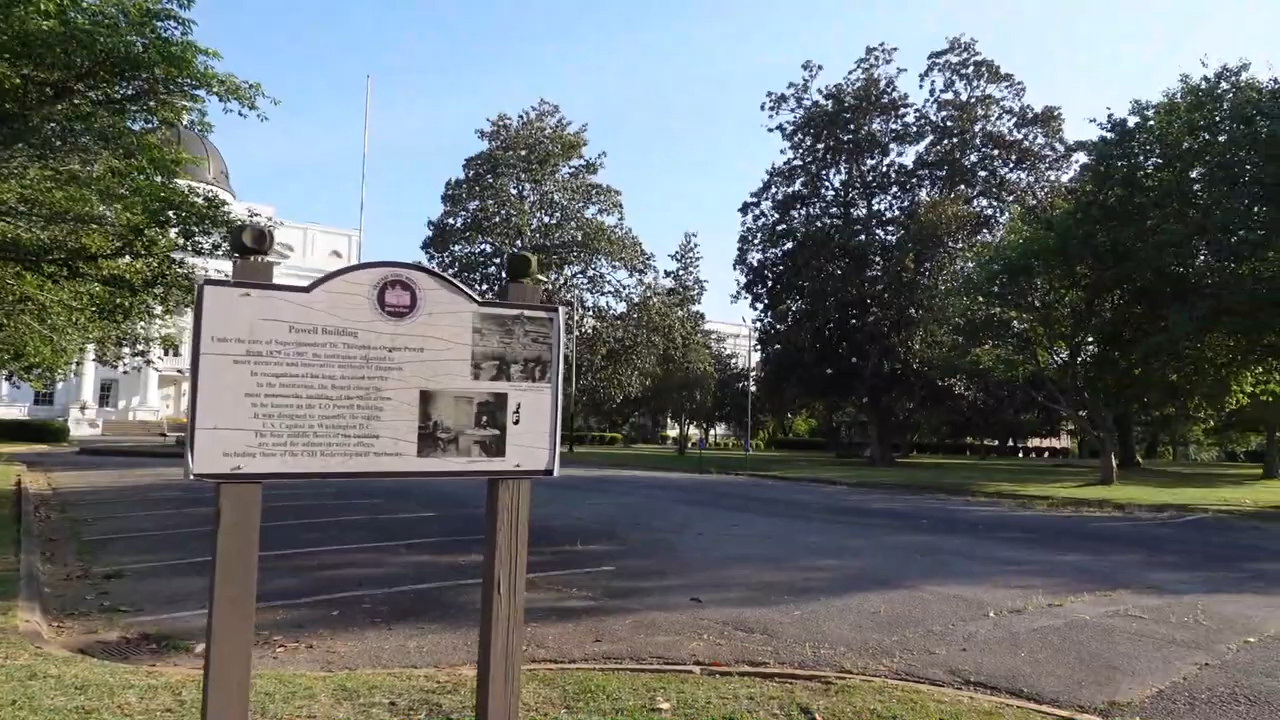 Powell Building
Under the care of Superintendent Dr. Theophilus Orgain Powell
from 1879 to 1907, the institution adjusted to
more accurate and innovative methods of diagnosis.
In recognition of his long, devoted service
to the Institution, the Board chose the
most noteworthy building of the Sanitarium
to be known as the T.O Powell Building.
It was designed to resemble the stately
U.S. Capitol in Washington D.C.
The four middle floors of the building
are used for administrative offices,
including those of the CSH Redevelopment Authority.